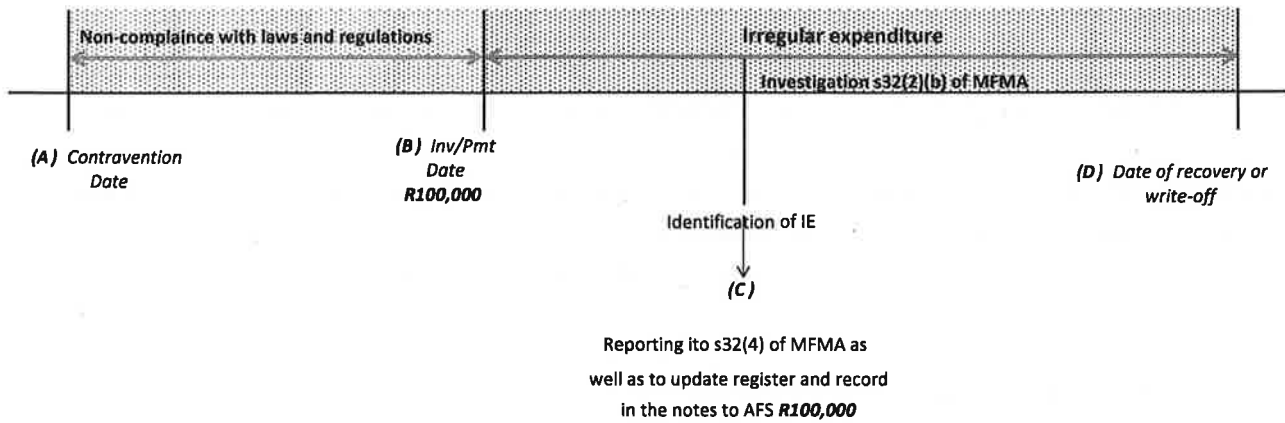 Non-complaince with laws and regulations
Irregular expenditure
Investigation s32(2)(b) of MFMA
(A) Contravention
Date
(B) Inv/Pmt
Date
R100,000
(D) Date of recovery or
write-off
Identification of IE
(C)
Reporting ito s32(4) of MFMA as
well as to update register and record
in the notes to AFS R100,000